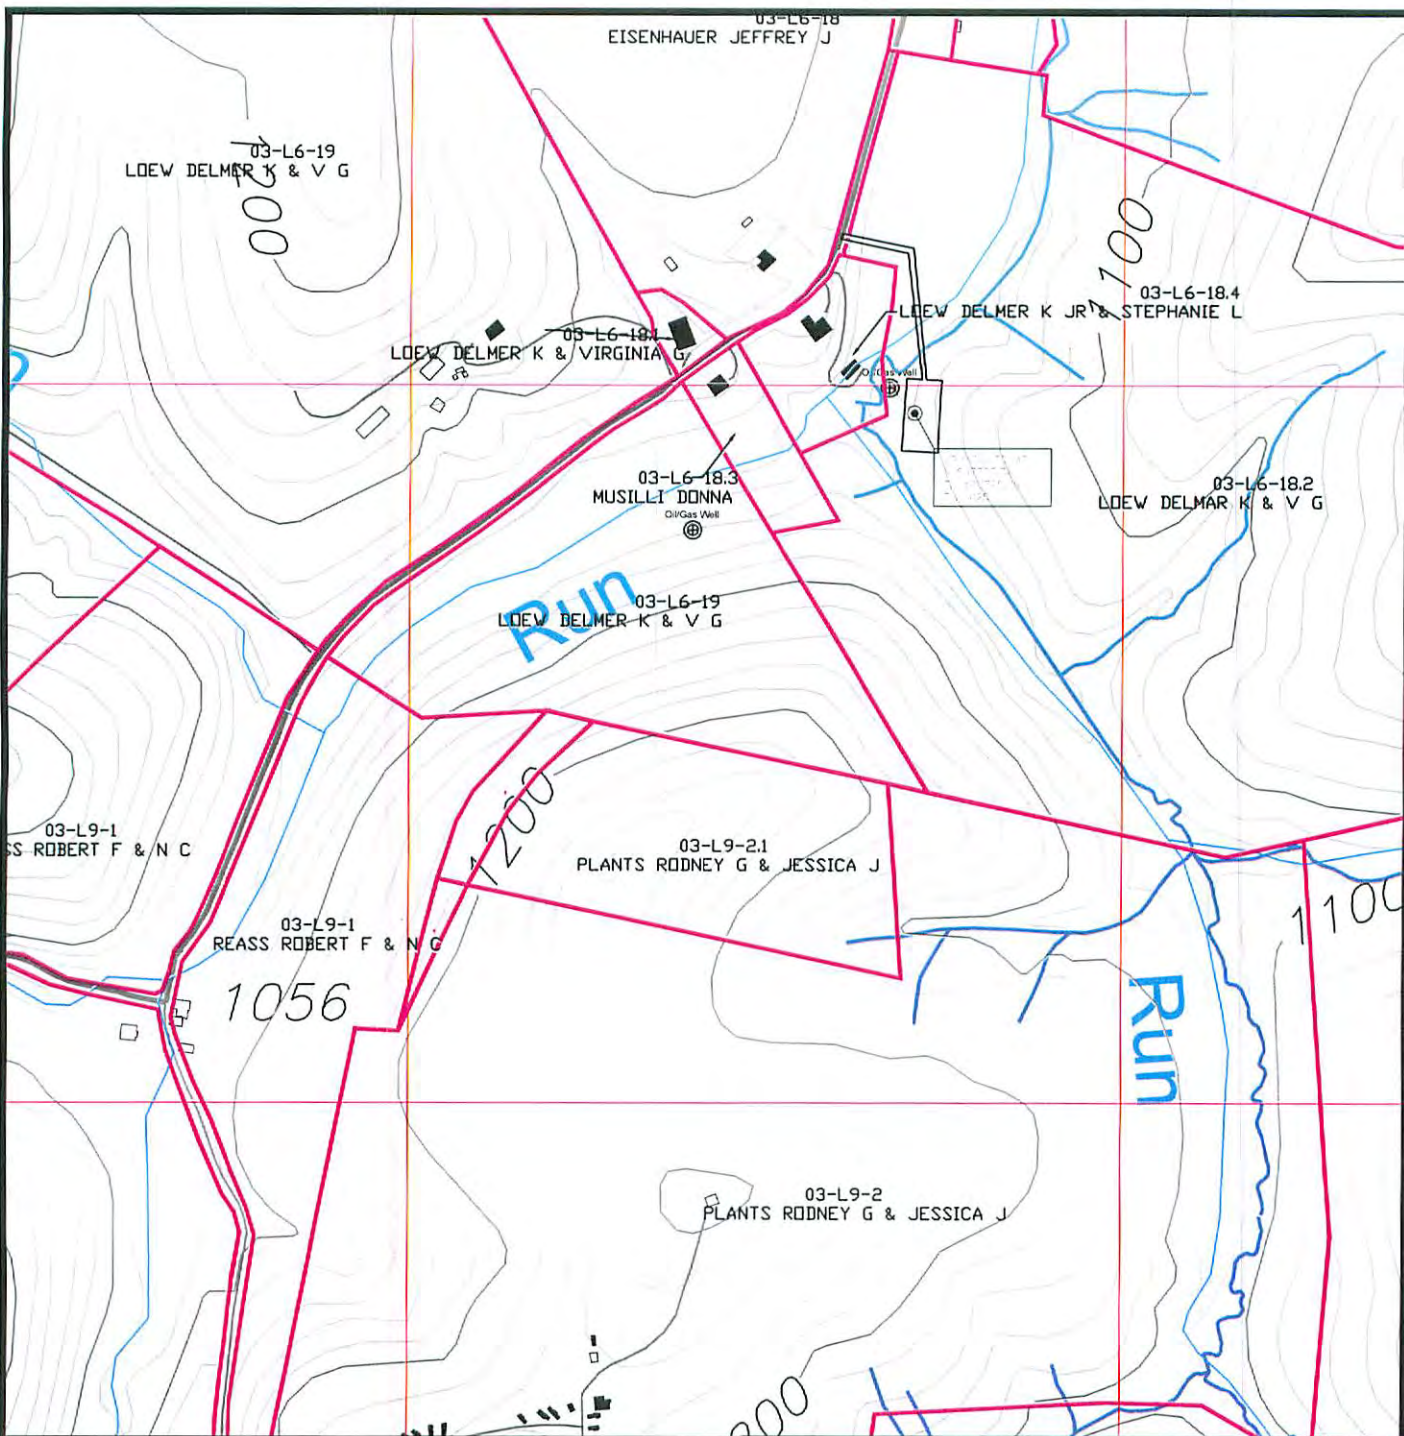 03-L6-18
EISENHAUER JEFFREY J
03-L6-19
LOEW DELMER K & V G
1200
1100
03-L6-18.4
LOEW DELMER K JR & STEPHANIE L
03-L6-18.1
LOEW DELMER K & VIRGINIA G
Oil/Gas Well
03-L6-18.3
MUSILLI DONNA
Oil/Gas Well
03-L6-18.2
LOEW DELMAR K & V G
Run
03-L6-19
LOEW DELMER K & V G
1200
03-L9-1
SS ROBERT F & N C
03-L9-2.1
PLANTS RODNEY G & JESSICA J
1100
03-L9-1
REASS ROBERT F & N C
1056
Run
03-L9-2
PLANTS RODNEY G & JESSICA J
200